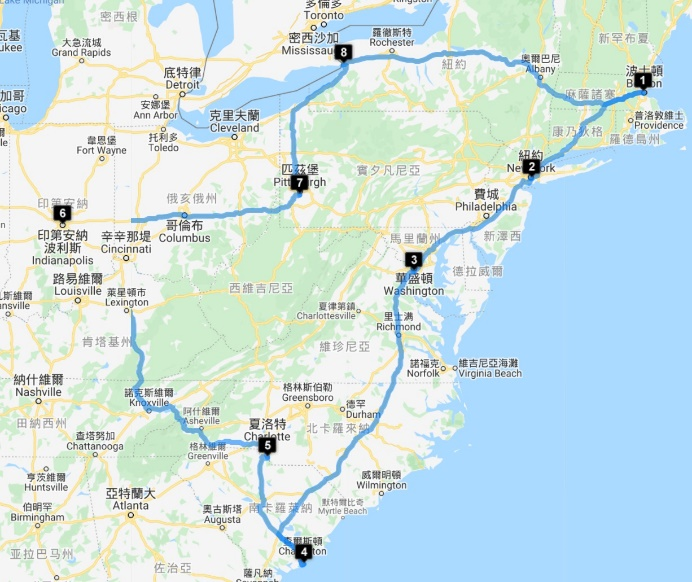 Lake Michigan
多倫多
Toronto
密西根
大急流城
Grand Rapids
密西沙加
Mississau
8
羅徹斯特
Rochester
紐約
奧爾巴尼
Albany
新罕布夏
波士頓
1
麻薩諸塞
普洛敦維士
Providence
康乃狄格
羅德島州
ukee
底特律
Detroit
安娜堡
Ann Arbor
加哥
cago
克里夫蘭
Cleveland
托利多
Toledo
韋恩堡
Fort Wayne
紐約
New York
2
匹茲堡
Pittsburgh
7
賓夕凡尼亞
費城
Philadelphia
俄亥俄州
哥倫布
Columbus
印第安納
6
印第安納
波利斯
Indianapolis
辛辛那堤
Cincinnati
馬里蘭州
新澤西
3
華盛頓
Washington
德拉威爾
路易維爾
Louisville
萊星頓市
Lexington
西維吉尼亞
夏律第鎮
Charlottesville
里士滿
Richmond
肯塔基州
維珍尼亞
諾福克
Norfolk
維吉尼亞海灘
Virginia Beach
納什維爾
Nashville
諾克斯維爾
Knoxville
格林斯伯勒
Greensboro
德罕
Durham
田納西州
阿什維爾
Asheville
夏洛特
Charlotte
5
北卡羅來納
查塔努加
Chattanooga
格林維爾
Greenville
亨茨維爾
Huntsville
亞特蘭大
Atlanta
威爾明頓
Wilmington
伯明罕
Birmingham
奧古斯塔
Augusta
南卡羅萊納
默特爾比奇
Myrtle Beach
查爾斯頓
4
亞拉巴馬州
佐治亞
薩凡納
Savannah